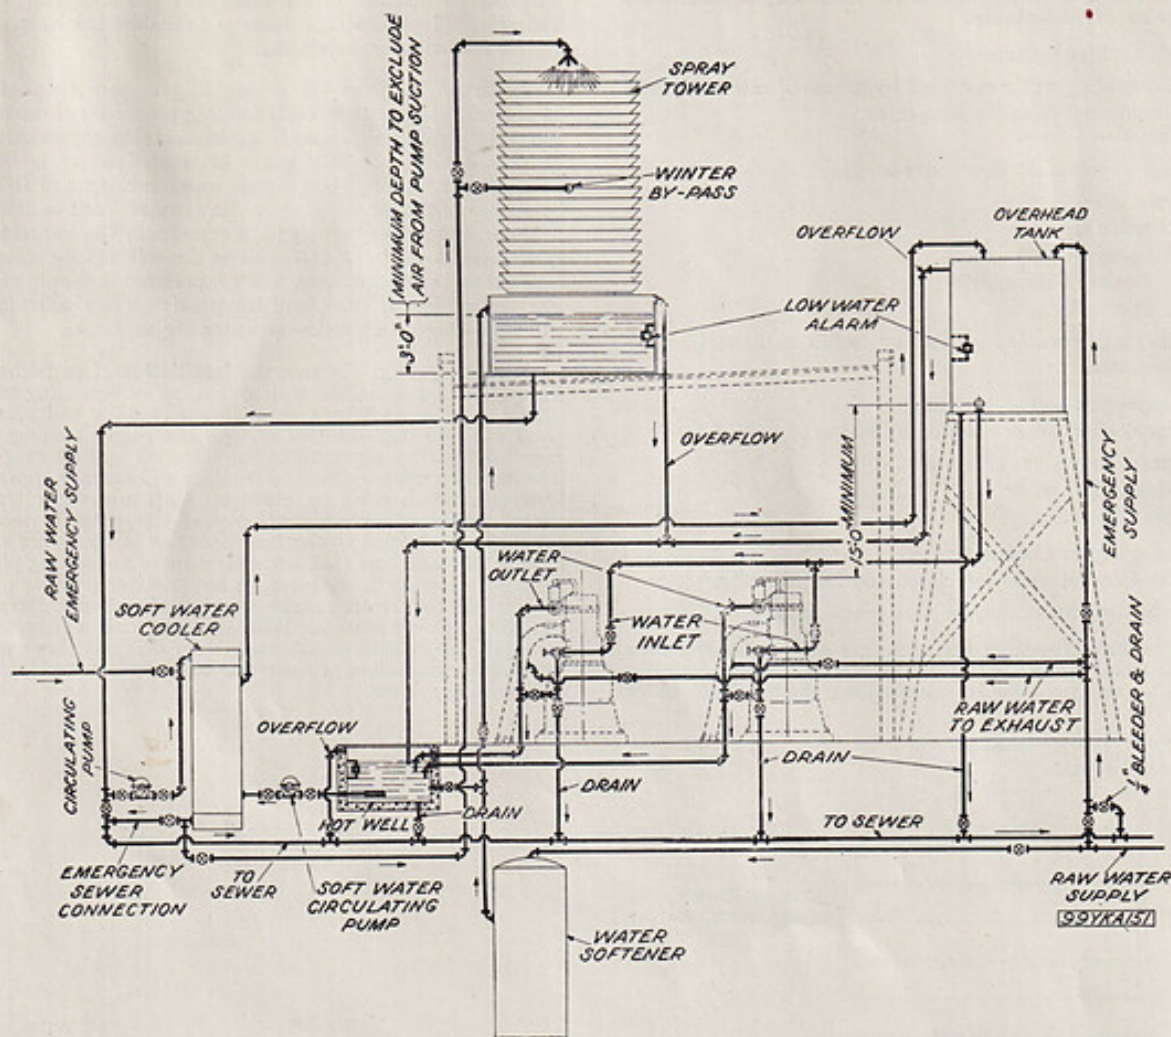 SPRAY
TOWER
{MINIMUM DEPTH TO EXCLUDE
AIR FROM PUMP SUCTION
3'-0"
WINTER
BY-PASS
OVERFLOW
OVERHEAD
TANK
LOW WATER
ALARM
RAW WATER
EMERGENCY SUPPLY
OVERFLOW
15'-0" MINIMUM
EMERGENCY
SUPPLY
SOFT WATER
COOLER
WATER
OUTLET
WATER
INLET
CIRCULATING
PUMP
OVERFLOW
RAW WATER
TO EXHAUST
1/4" BLEEDER & DRAIN
DRAIN
DRAIN
DRAIN
HOT WELL
TO SEWER
EMERGENCY
SEWER
CONNECTION
TO
SEWER
SOFT WATER
CIRCULATING
PUMP
RAW WATER
SUPPLY
99YKA151
WATER
SOFTENER